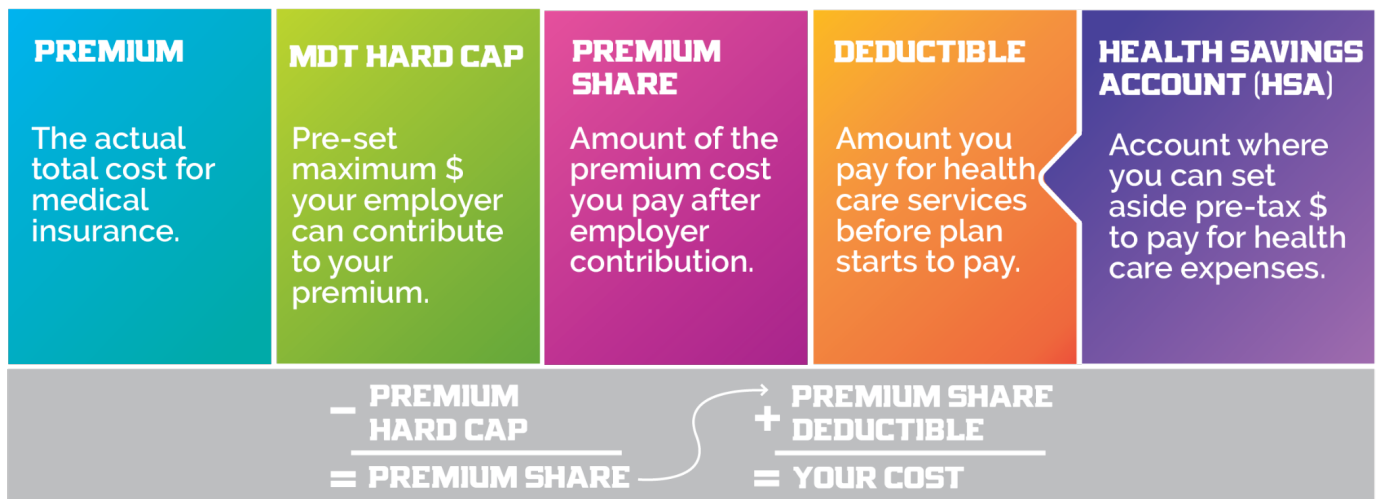 PREMIUM
The actual
total cost for
medical
insurance.
MDT HARD CAP
Pre-set
maximum $
your employer
can contribute
to your
premium.
PREMIUM
SHARE
Amount of the
premium cost
you pay after
employer
contribution.
DEDUCTIBLE
Amount you
pay for health
care services
before plan
starts to pay.
HEALTH SAVINGS
ACCOUNT (HSA)
Account where
you can set
aside pre-tax $
to pay for health
care expenses.
PREMIUM
– HARD CAP
= PREMIUM SHARE
PREMIUM SHARE
+ DEDUCTIBLE
= YOUR COST